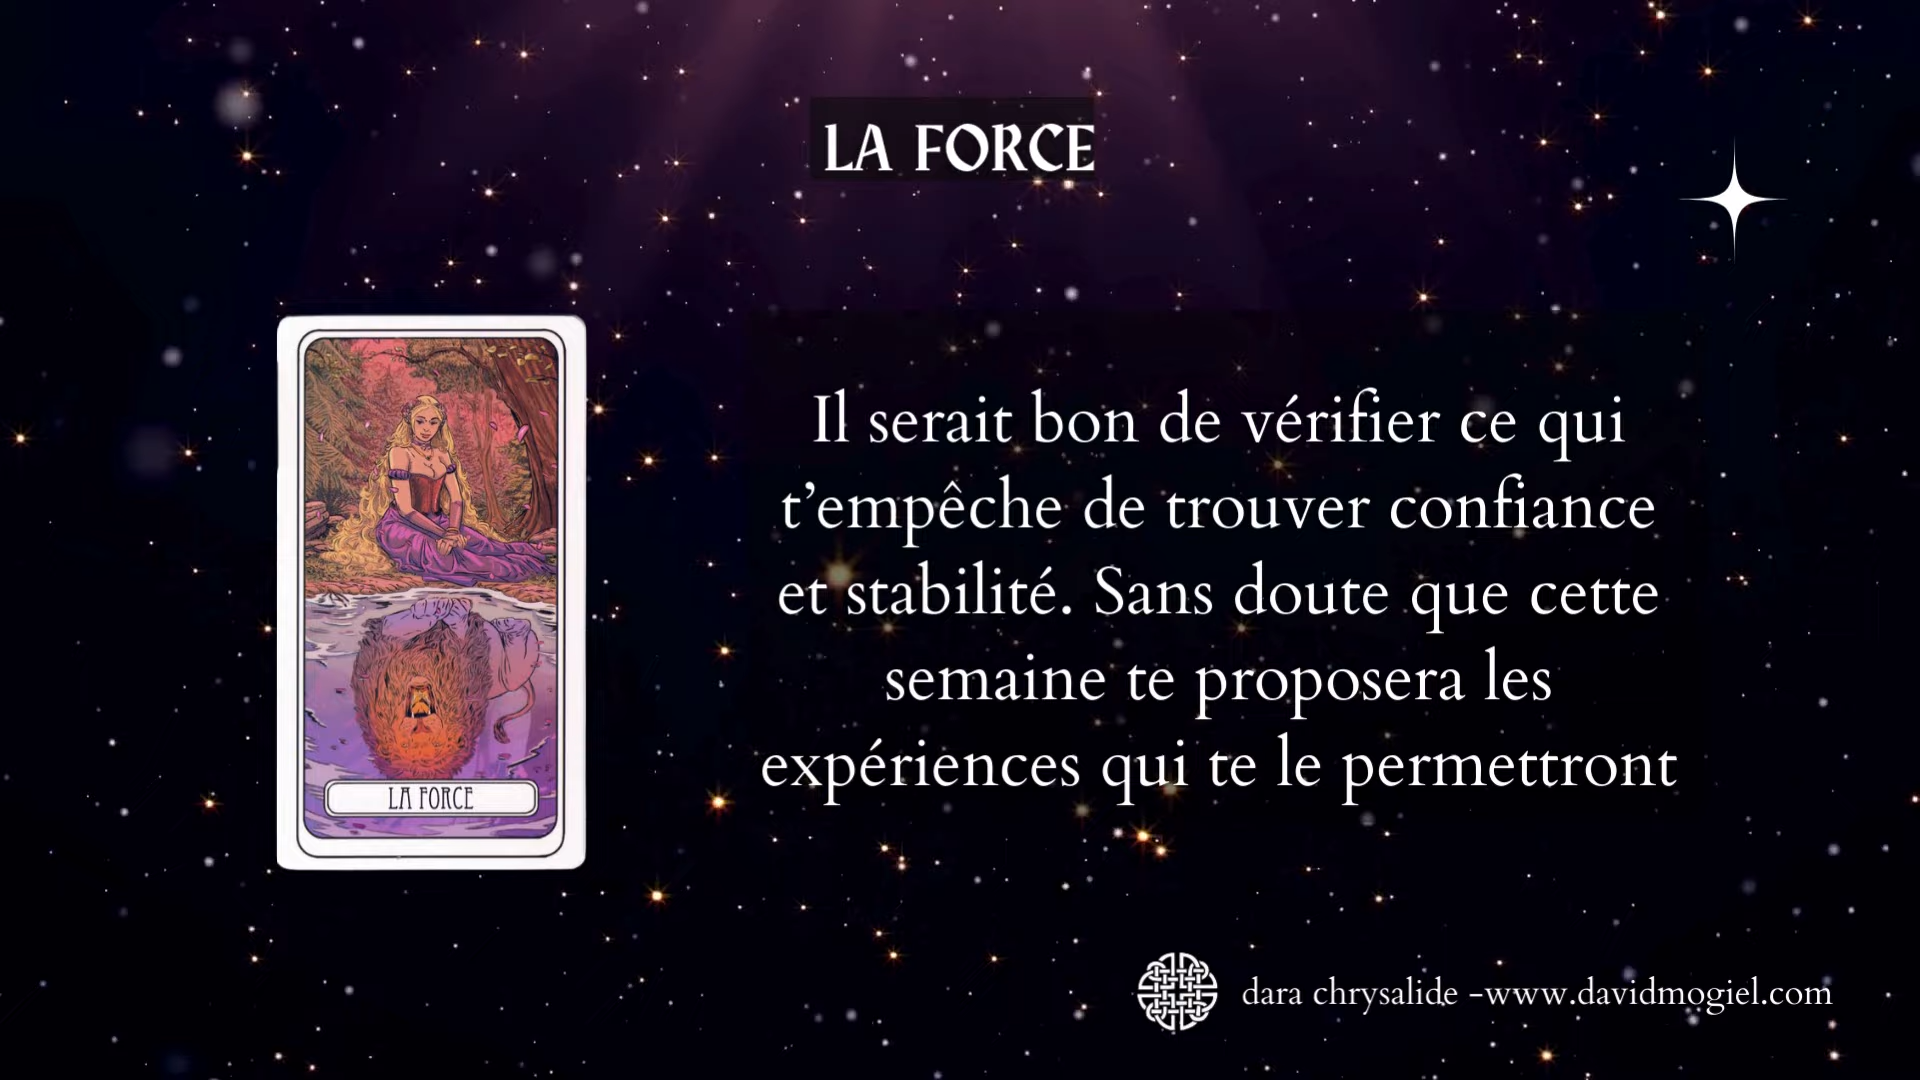 LA FORCE
Il serait bon de vérifier ce qui
t’empêche de trouver confiance
et stabilité. Sans doute que cette
semaine te proposera les
expériences qui te le permettront
LA FORCE
dara chrysalide -www.davidmogiel.com